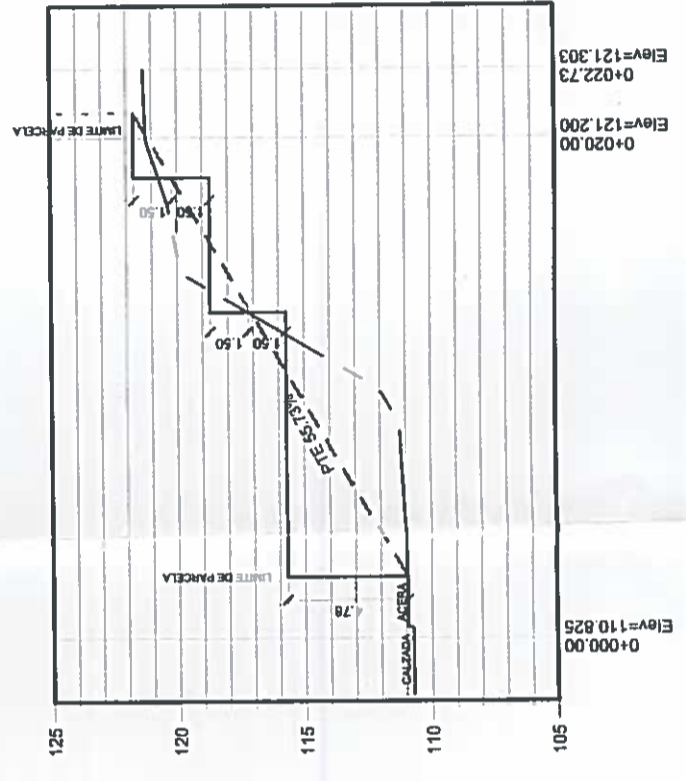 125
120
115
110
105
LIMITE DE PARCELA
1.50
1.50
1.50
1.50
PTE 55.73%
LIMITE DE PARCELA
.78
CALZADA
ACERA
0+022.73
Elev=121.303
0+020.00
Elev=121.200
0+000.00
Elev=110.825